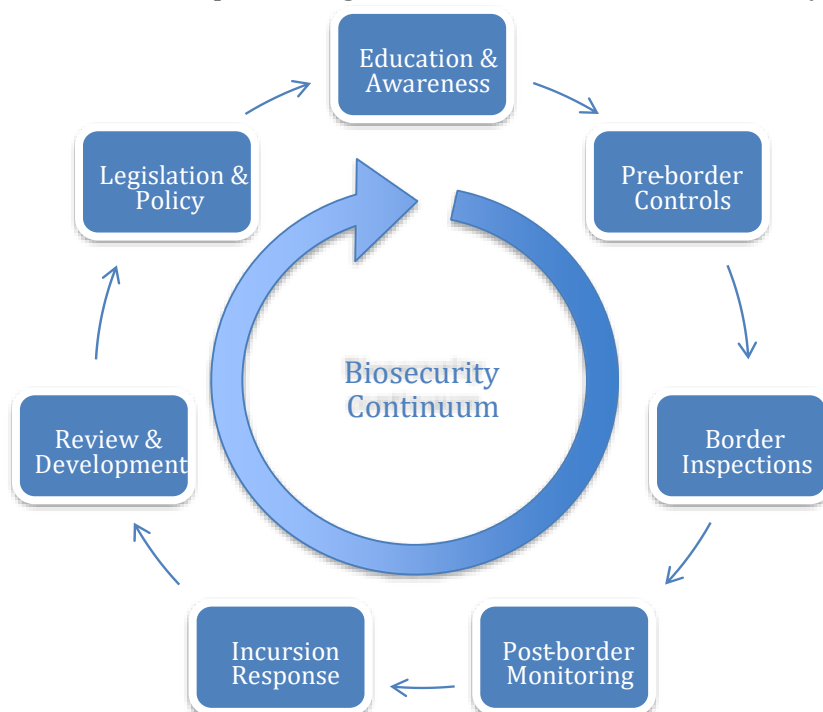 Education &
Awareness
Pre-border
Controls
Border
Inspections
Post-border
Monitoring
Incursion
Response
Review &
Development
Legislation &
Policy
Biosecurity
Continuum